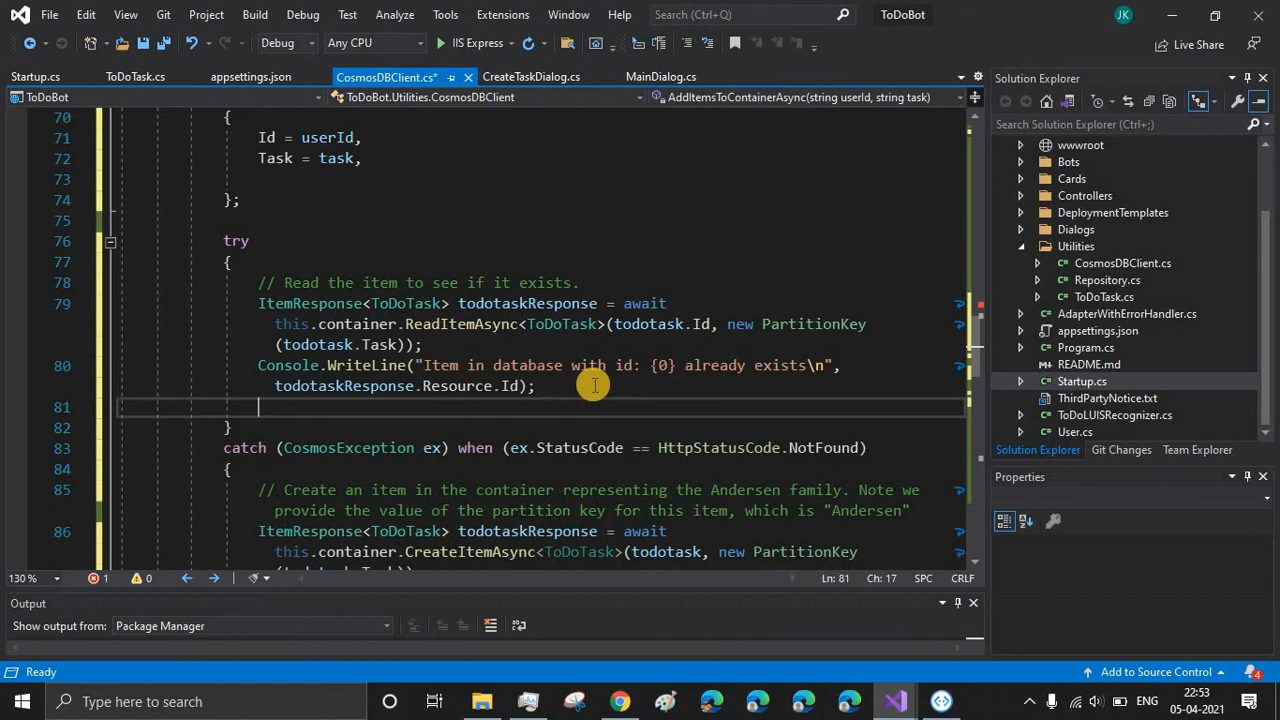 File Edit View Git Project Build Debug Test Analyze Tools Extensions Window Help Search (Ctrl+Q) ToDoBot JK
Debug Any CPU IIS Express Live Share
Startup.cs ToDoTask.cs appsettings.json CosmosDBClient.cs* CreateTaskDialog.cs MainDialog.cs
ToDoBot ToDoBot.Utilities.CosmosDBClient AddItemsToContainerAsync(string userId, string task)
70 {
71 Id = userId,
72 Task = task,
73
74 };
75
76 try
77 {
78 // Read the item to see if it exists.
79 ItemResponse<ToDoTask> todotaskResponse = await
this.container.ReadItemAsync<ToDoTask>(todotask.Id, new PartitionKey
(todotask.Task));
80 Console.WriteLine("Item in database with id: {0} already exists\n",
todotaskResponse.Resource.Id);
81
82 }
83 catch (CosmosException ex) when (ex.StatusCode == HttpStatusCode.NotFound)
84 {
85 // Create an item in the container representing the Andersen family. Note we
provide the value of the partition key for this item, which is "Andersen"
86 ItemResponse<ToDoTask> todotaskResponse = await
this.container.CreateItemAsync<ToDoTask>(todotask, new PartitionKey
130 % 1 0 Ln: 81 Ch: 17 SPC CRLF
Output
Show output from: Package Manager
Solution Explorer
Search Solution Explorer (Ctrl+;)
wwwroot
Bots
Cards
Controllers
DeploymentTemplates
Dialogs
Utilities
CosmosDBClient.cs
Repository.cs
ToDoTask.cs
AdapterWithErrorHandler.cs
appsettings.json
Program.cs
README.md
Startup.cs
ThirdPartyNotice.txt
ToDoLUISRecognizer.cs
User.cs
Solution Explorer Git Changes Team Explorer
Properties
Ready Add to Source Control 4
Type here to search ENG 22:53
05-04-2021